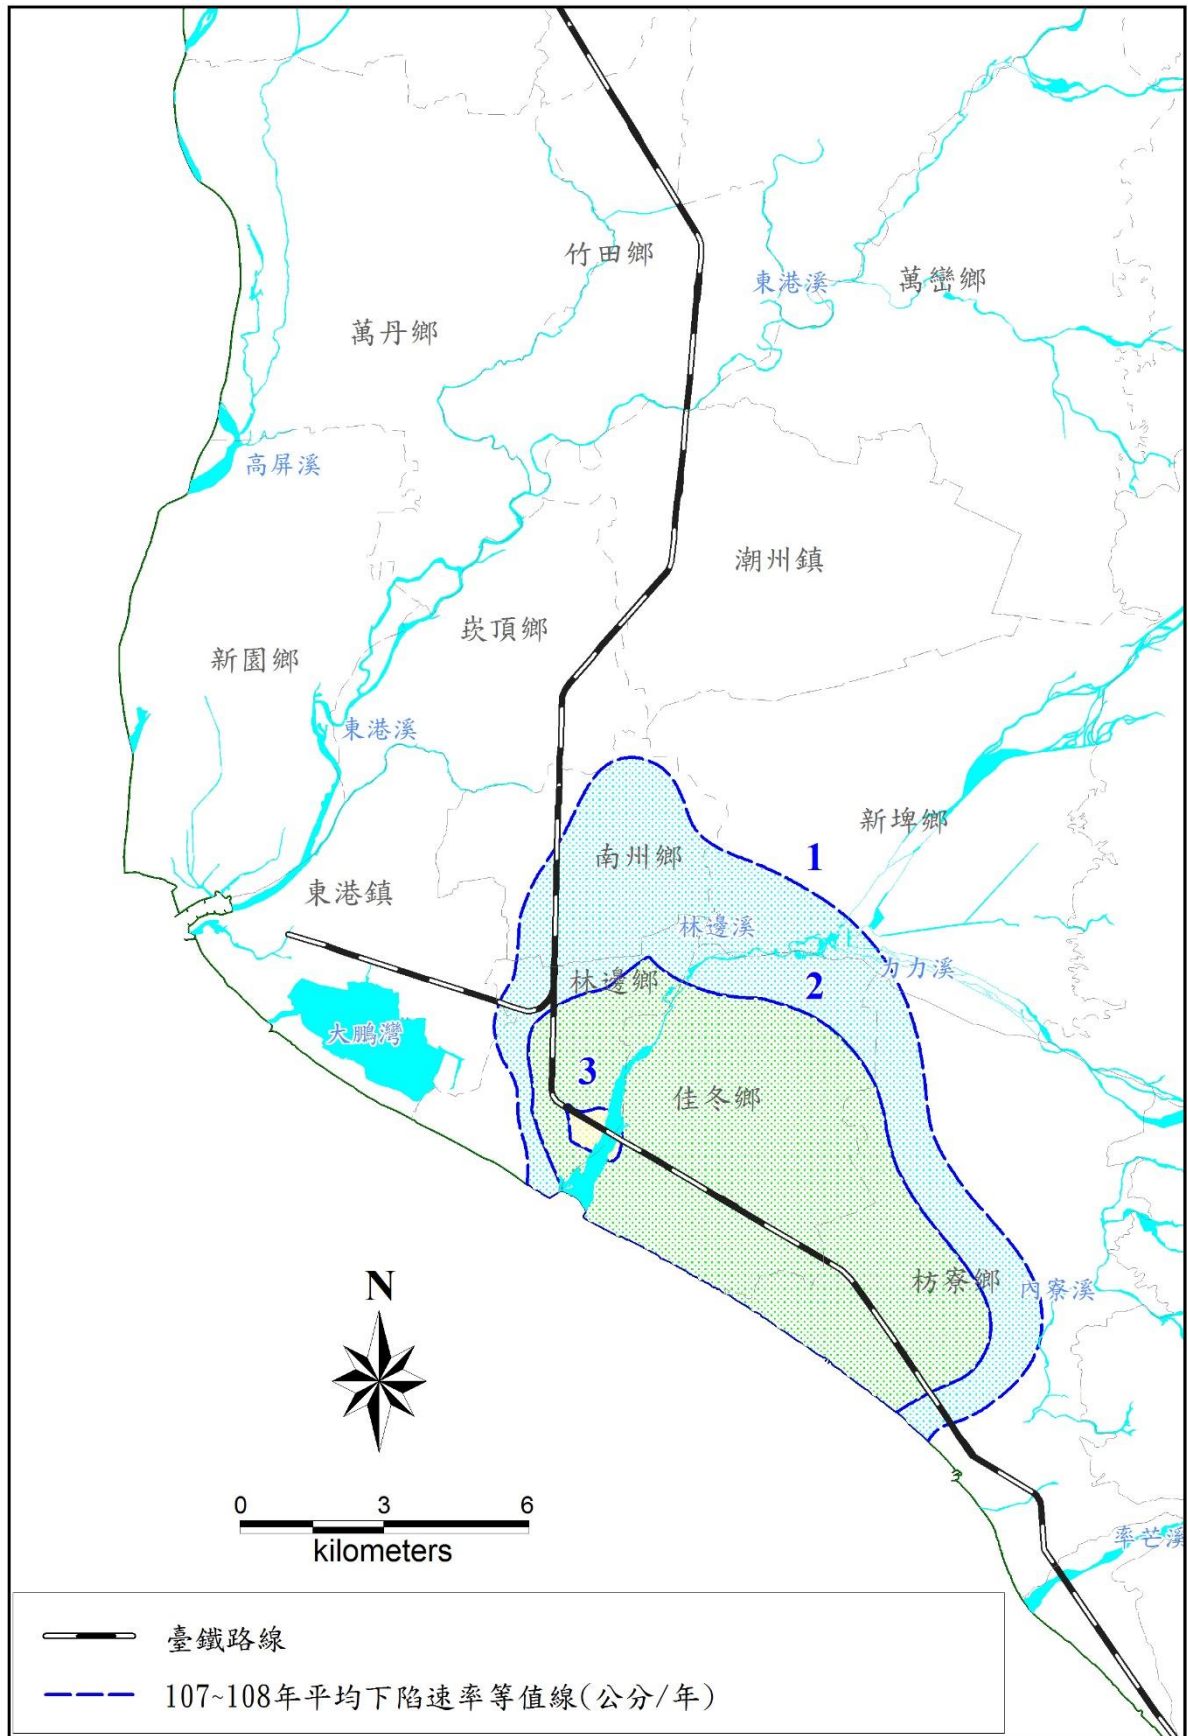 竹田鄉
東港溪
萬巒鄉
萬丹鄉
高屏溪
潮州鎮
崁頂鄉
新園鄉
東港溪
新埤鄉
南州鄉
1
東港鎮
林邊溪
力力溪
林邊鄉
2
大鵬灣
3
佳冬鄉
枋寮鄉
內寮溪
N
0 3 6
kilometers
率芒溪
臺鐵路線
107~108年平均下陷速率等值線(公分/年)